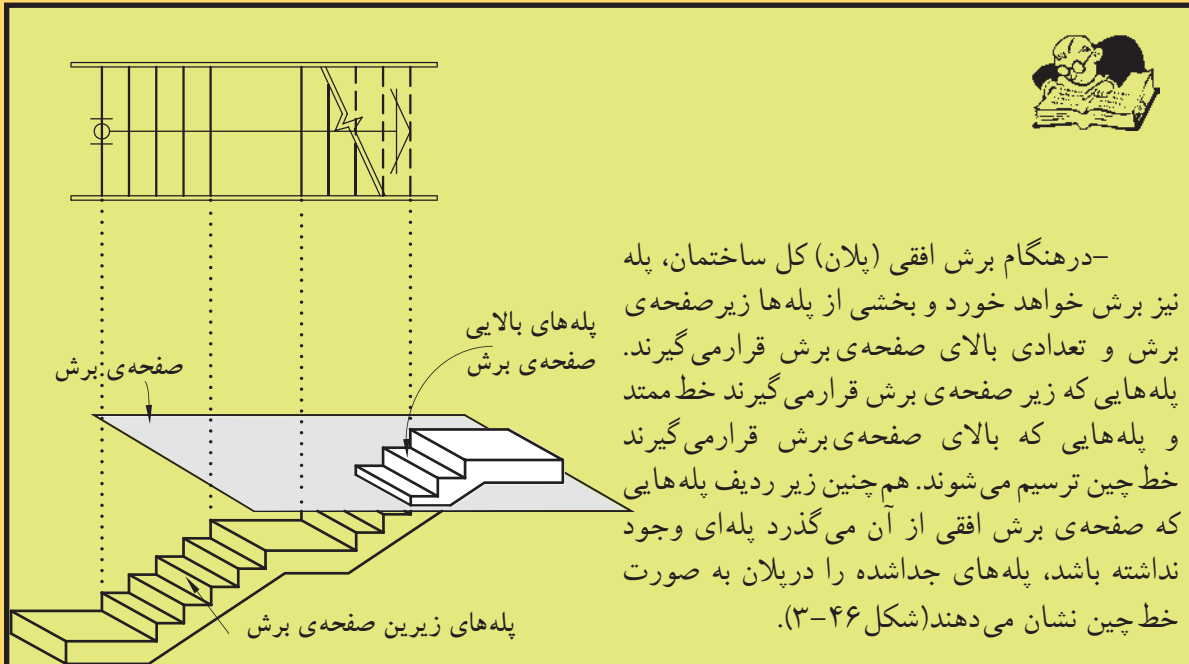 –درهنگام برش افقی (پلان) کل ساختمان، پله
نیز برش خواهد خورد و بخشی از پله‌ها زیرصفحه‌ی
برش و تعدادی بالای صفحه‌ی برش قرارمی‌گیرند.
پله‌هایی که زیر صفحه‌ی برش قرارمی‌گیرند خط ممتد
و پله‌هایی که بالای صفحه‌ی برش قرارمی‌گیرند
خط چین ترسیم می‌شوند. هم‌چنین زیر ردیف پله‌هایی
که صفحه‌ی برش افقی از آن می‌گذرد پله‌ای وجود
نداشته باشد، پله‌های جداشده را درپلان به صورت
خط چین نشان می‌دهند(شکل ۴۶–۳).
پله‌های بالایی
صفحه‌ی برش
صفحه‌ی برش
پله‌های زیرین صفحه‌ی برش